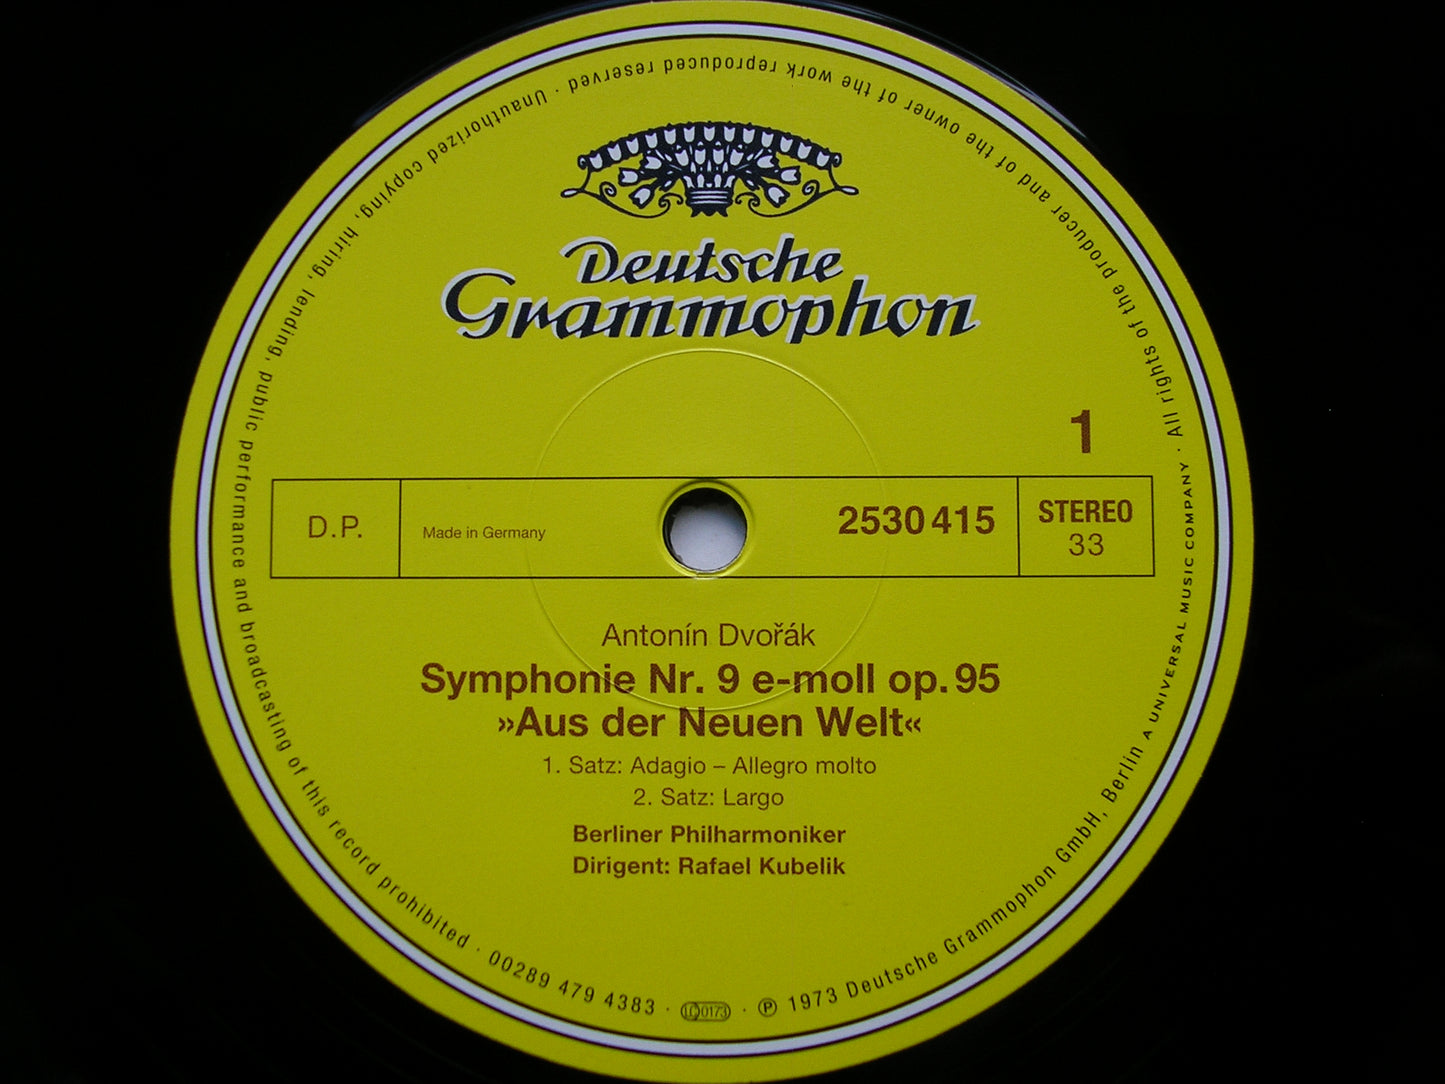 Deutsche
Grammophon
1
D.P.
Made in Germany
2530 415
STEREO
33
Antonín Dvořák
Symphonie Nr. 9 e-moll op. 95
»Aus der Neuen Welt«
1. Satz: Adagio – Allegro molto
2. Satz: Largo
Berliner Philharmoniker
Dirigent: Rafael Kubelik
℗ 1973 Deutsche Grammophon GmbH, Berlin A UNIVERSAL MUSIC COMPANY · All rights of the producer and of the owner of the work reproduced reserved · Unauthorized copying, hiring, lending, public performance and broadcasting of this record prohibited · 00289 479 4383 · LC 0173 ·